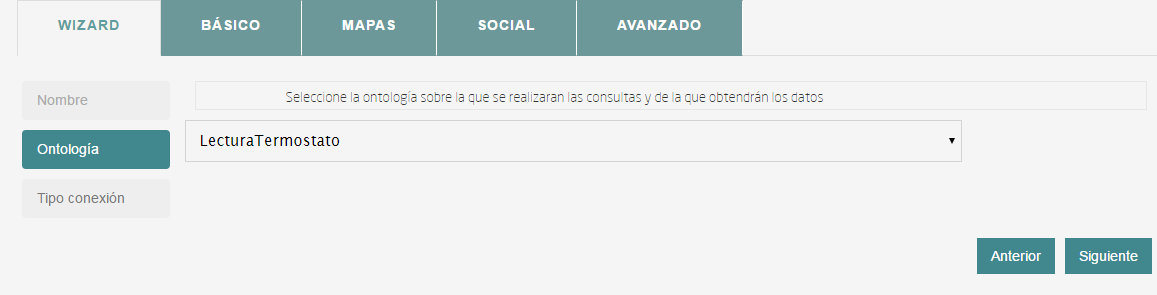 WIZARD BÁSICO MAPAS SOCIAL AVANZADO
Nombre
Seleccione la ontología sobre la que se realizaran las consultas y de la que obtendrán los datos
Ontología
LecturaTermostato
Tipo conexión
Anterior Siguiente